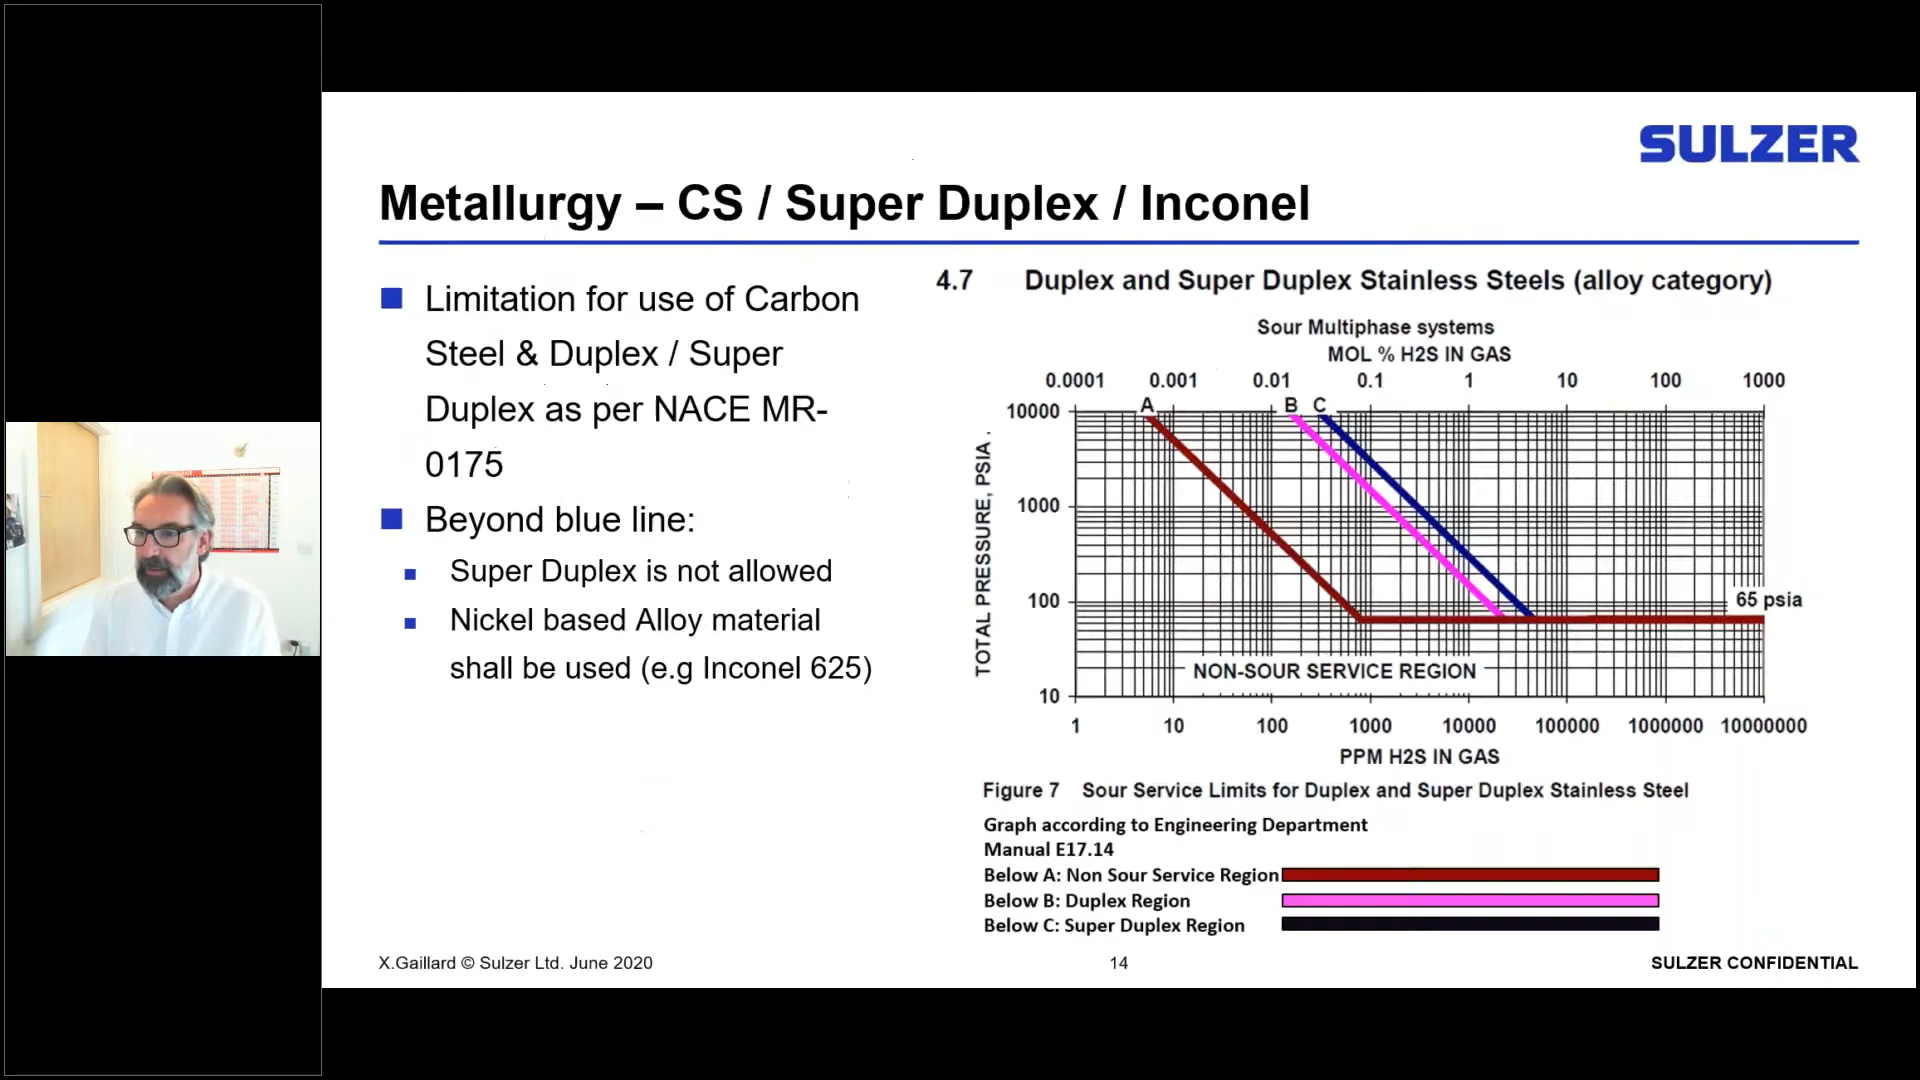 SULZER
Metallurgy – CS / Super Duplex / Inconel
Limitation for use of Carbon
Steel & Duplex / Super
Duplex as per NACE MR-
0175
Beyond blue line:
Super Duplex is not allowed
Nickel based Alloy material
shall be used (e.g Inconel 625)
4.7 Duplex and Super Duplex Stainless Steels (alloy category)
Sour Multiphase systems
MOL % H2S IN GAS
0.0001 0.001 0.01 0.1 1 10 100 1000
A B C
10000
1000
100
10
TOTAL PRESSURE, PSIA .
65 psia
NON-SOUR SERVICE REGION
1 10 100 1000 10000 100000 1000000 10000000
PPM H2S IN GAS
Figure 7 Sour Service Limits for Duplex and Super Duplex Stainless Steel
Graph according to Engineering Department
Manual E17.14
Below A: Non Sour Service Region
Below B: Duplex Region
Below C: Super Duplex Region
X.Gaillard © Sulzer Ltd. June 2020
14
SULZER CONFIDENTIAL